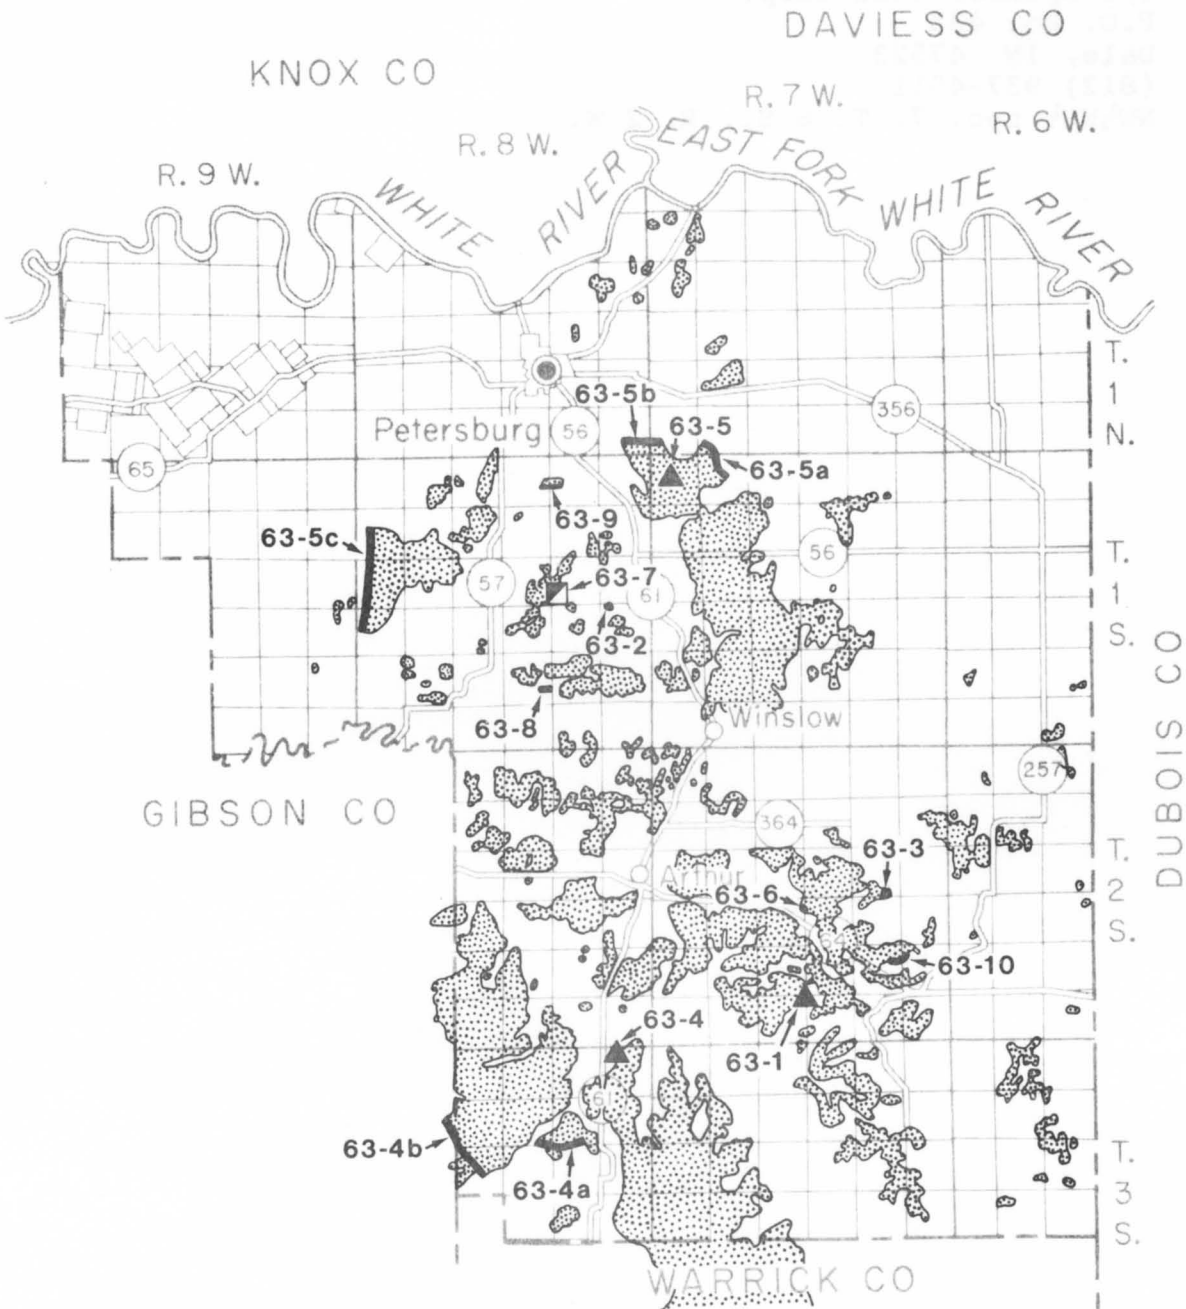 DAVIESS CO
KNOX CO
R. 7 W.
R. 6 W.
R. 8 W.
R. 9 W.
WHITE RIVER
EAST FORK WHITE RIVER
T. 1 N.
63-5b
356
Petersburg
56
63-5
65
63-5a
63-9
63-5c
56
T. 1 S.
57
63-7
61
63-2
63-8
Winslow
257
GIBSON CO
364
DUBOIS CO
63-3
T. 2 S.
Arthur
63-6
64
63-10
63-4
63-1
61
63-4b
T. 3 S.
63-4a
WARRICK CO